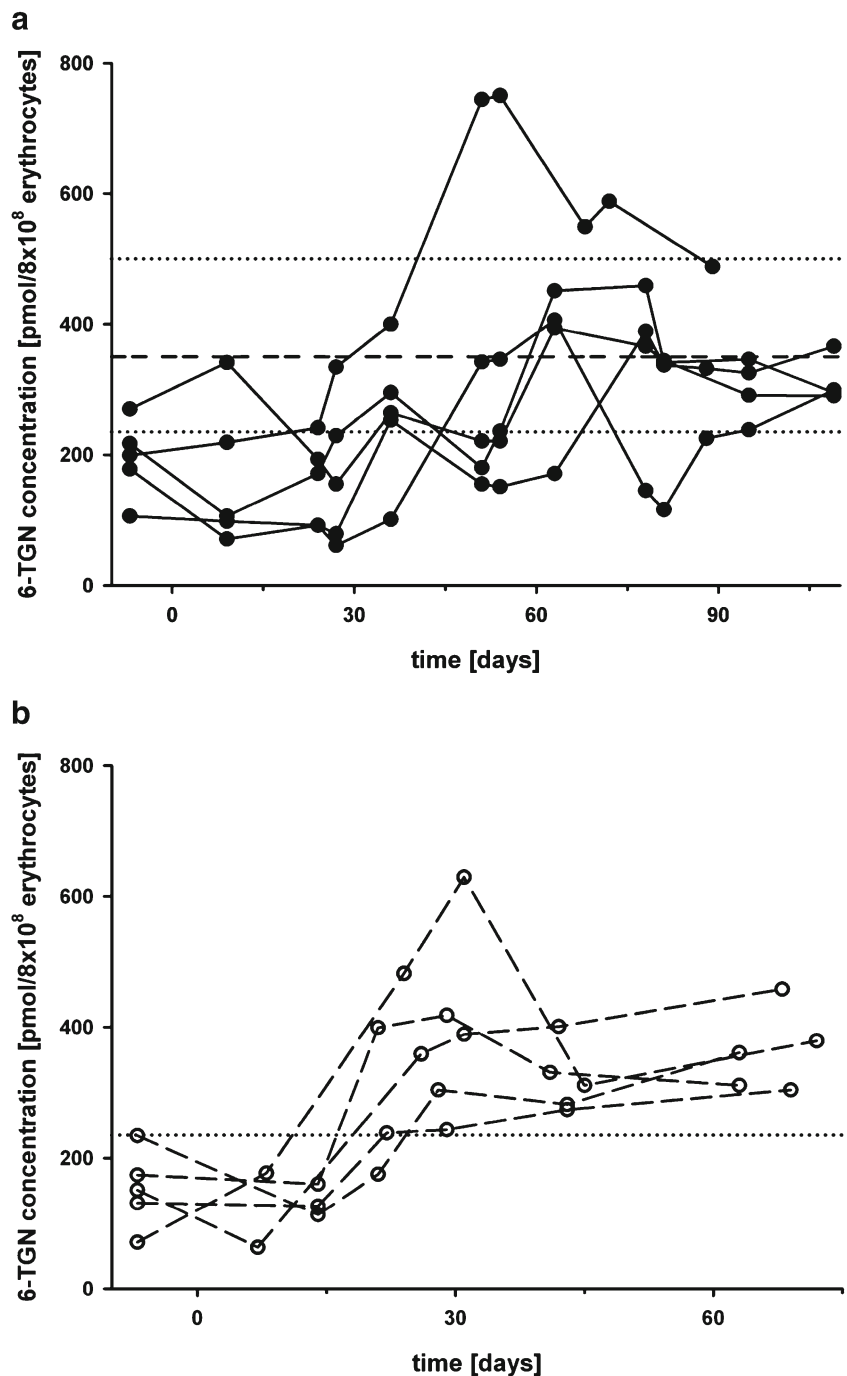 a
6-TGN concentration [pmol/8x10⁸ erythrocytes]
800
600
400
200
0
0 30 60 90
time [days]
b
6-TGN concentration [pmol/8x10⁸ erythrocytes]
800
600
400
200
0
0 30 60
time [days]